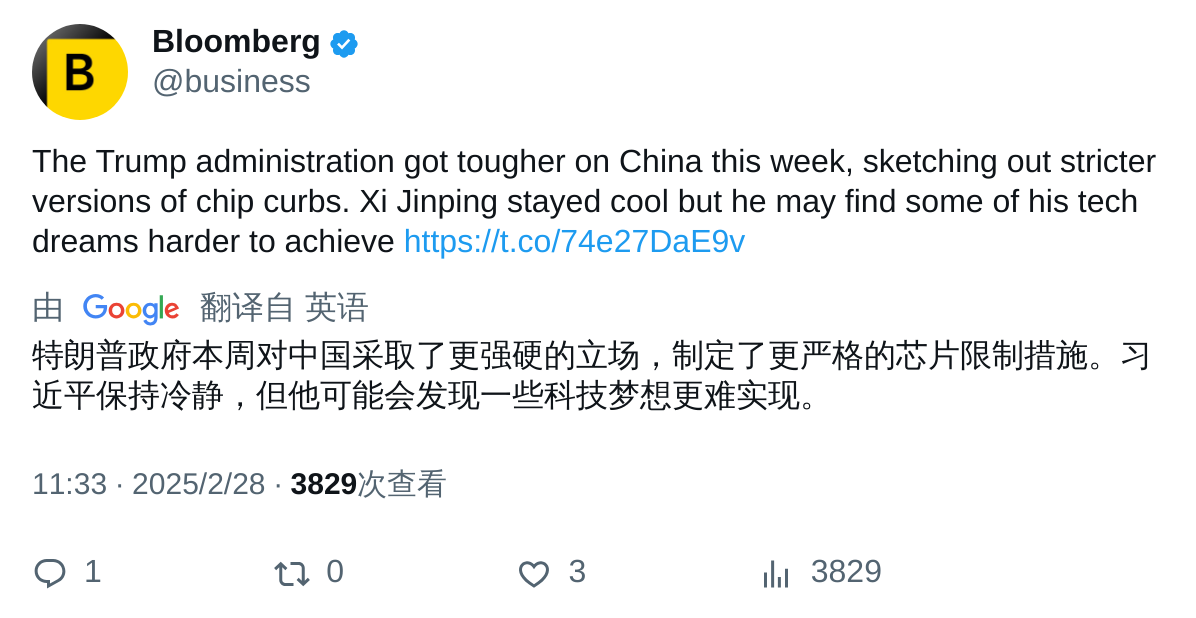 B
Bloomberg
@business
The Trump administration got tougher on China this week, sketching out stricter
versions of chip curbs. Xi Jinping stayed cool but he may find some of his tech
dreams harder to achieve https://t.co/74e27DaE9v
由 Google 翻译自 英语
特朗普政府本周对中国采取了更强硬的立场，制定了更严格的芯片限制措施。习
近平保持冷静，但他可能会发现一些科技梦想更难实现。
11:33 · 2025/2/28 · 3829次查看
1 0 3 3829